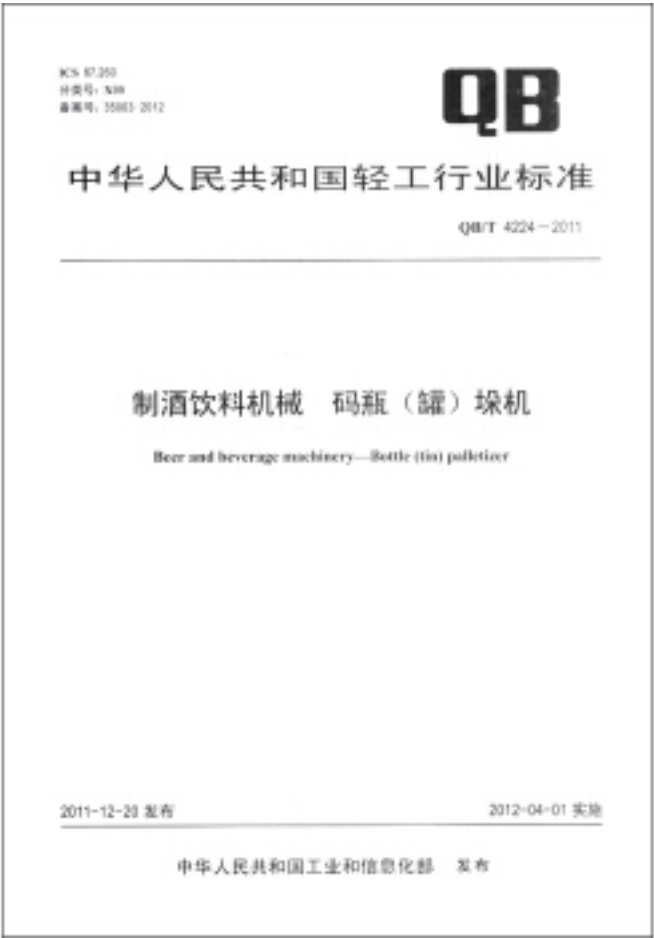 ICS 67.260
分类号：N99
备案号：35003-2012
QB
中华人民共和国轻工行业标准
QB/T 4224－2011
制酒饮料机械 码瓶（罐）垛机
Beer and beverage machinery—Bottle (tin) palletizer
2011-12-20 发布
2012-04-01 实施
中华人民共和国工业和信息化部 发布